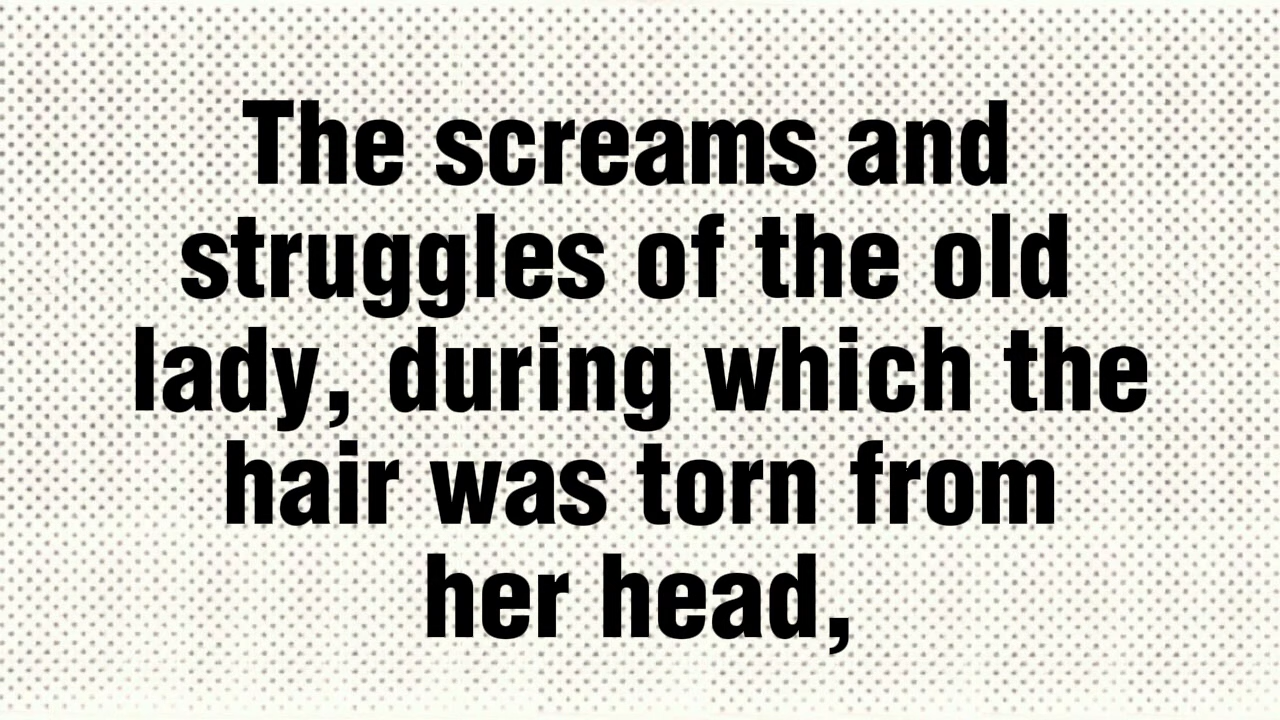 The screams and
struggles of the old
lady, during which the
hair was torn from
her head,